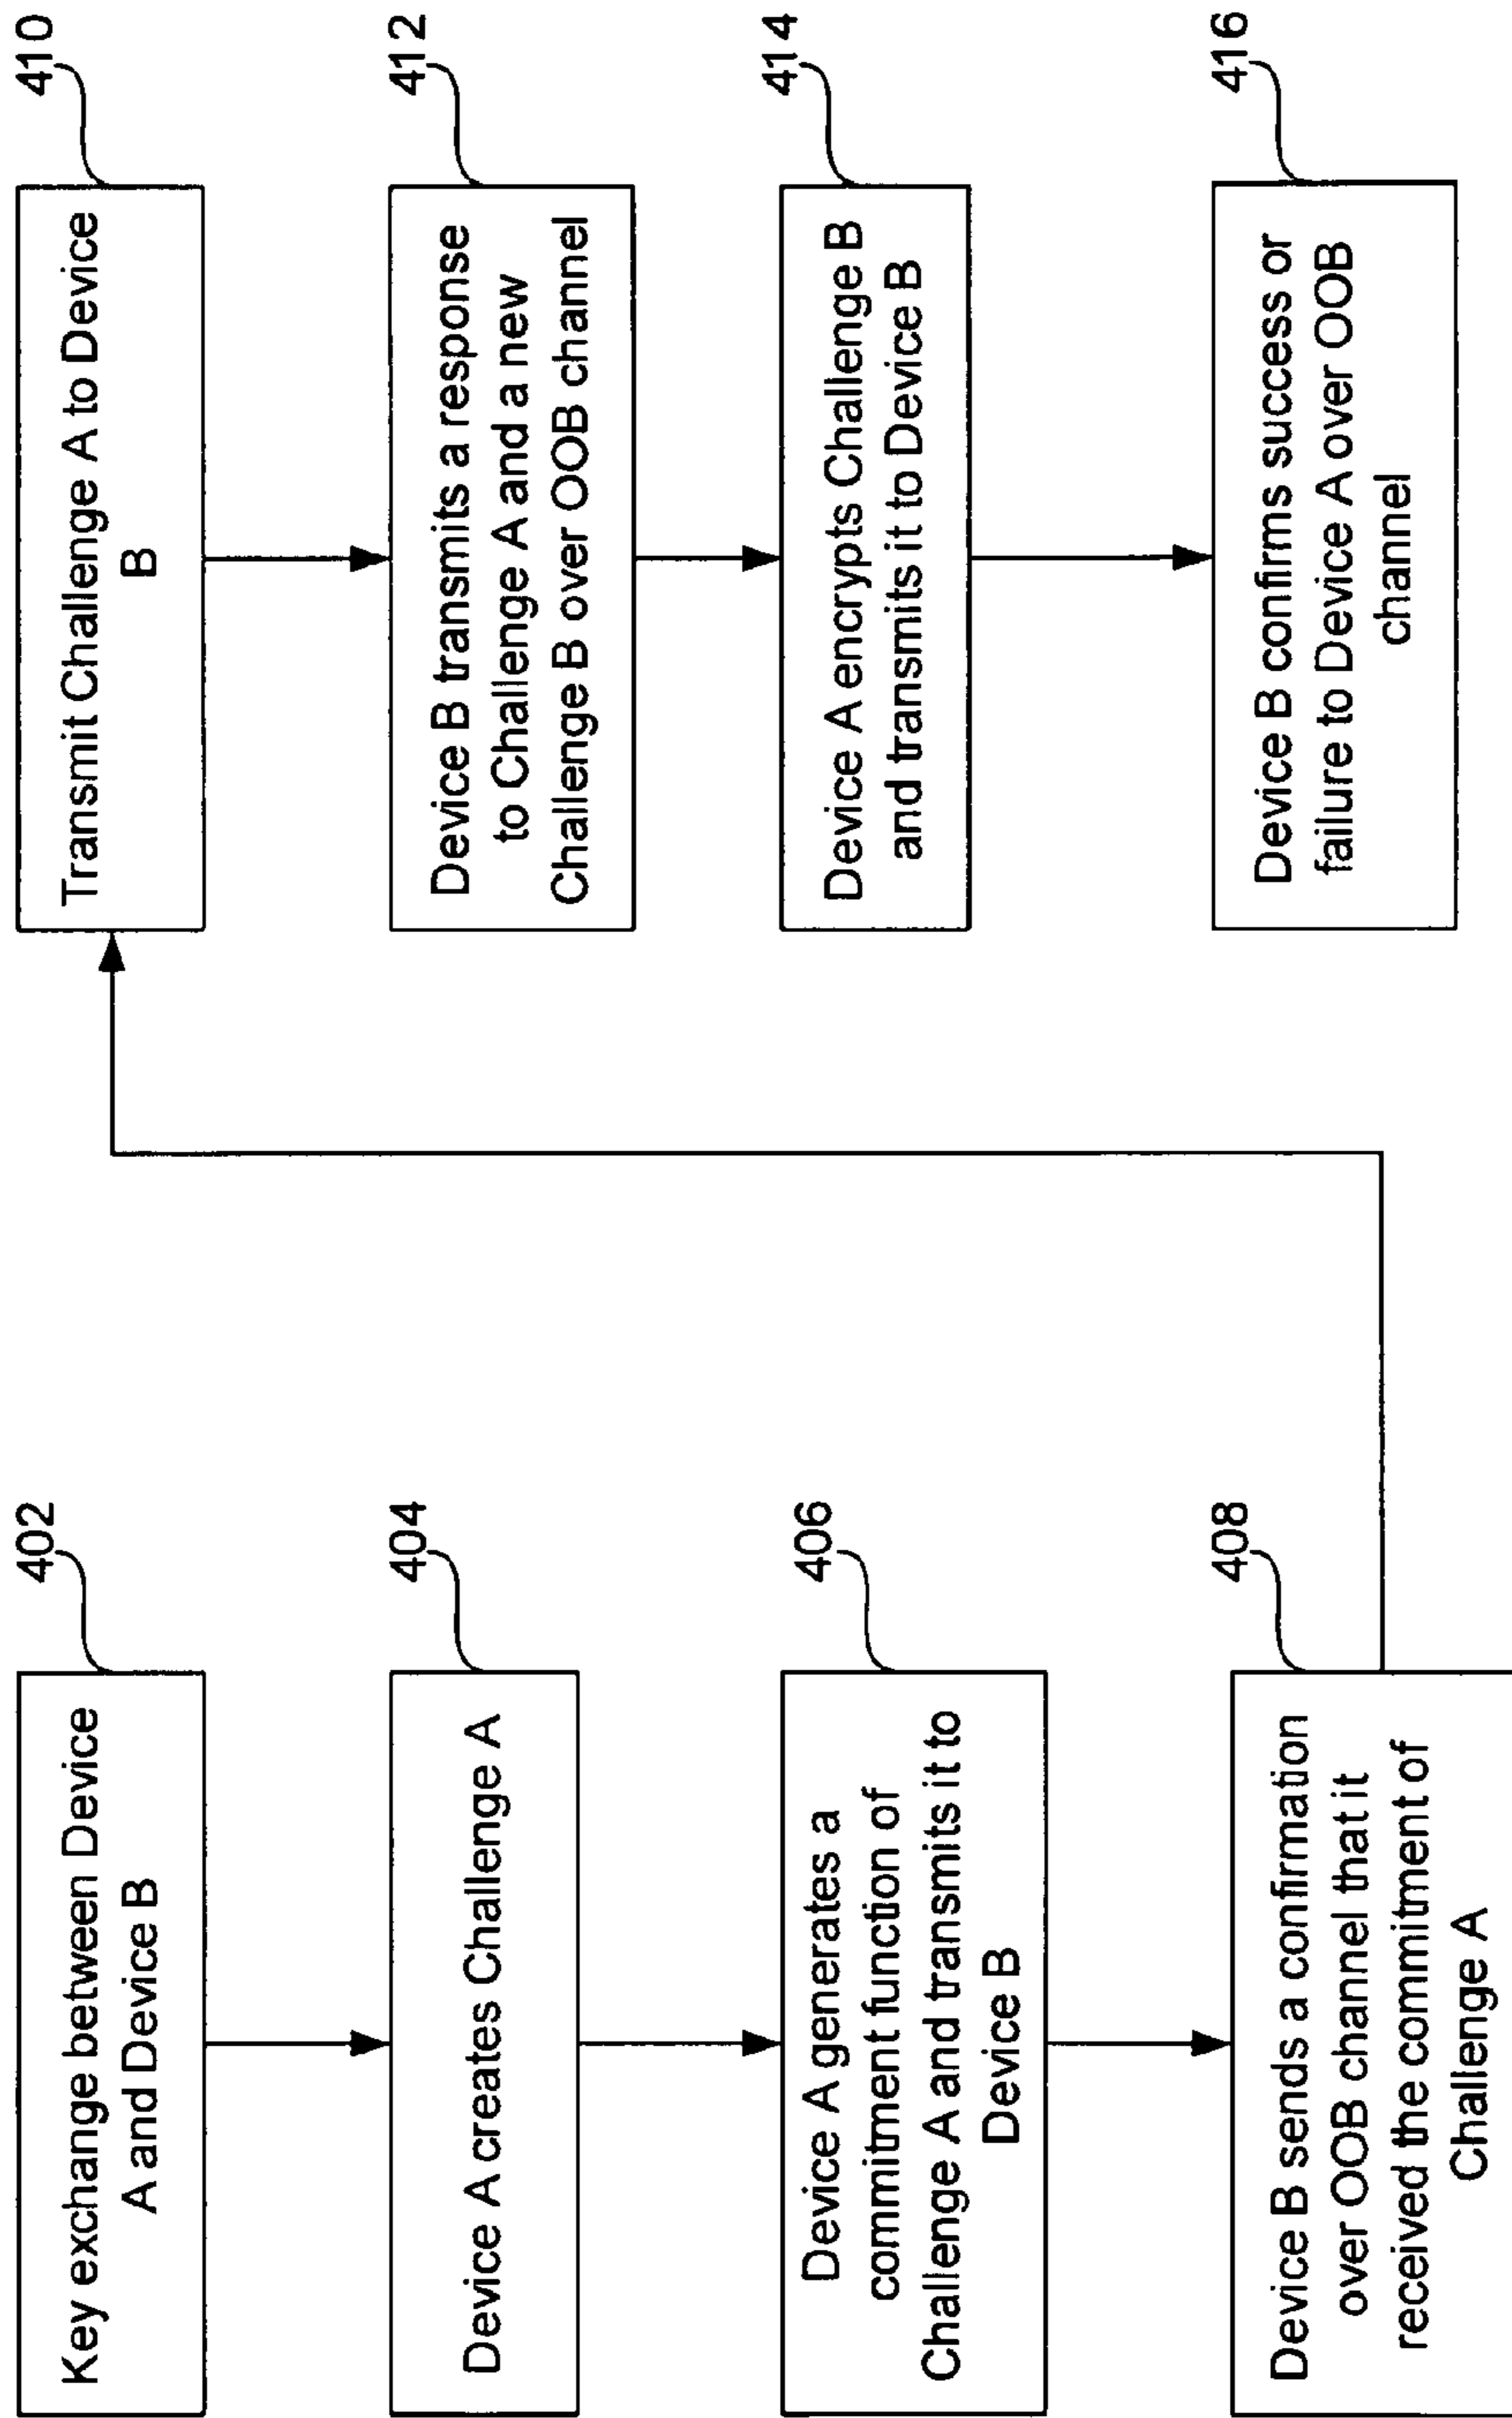 402
Key exchange between Device
A and Device B
404
Device A creates Challenge A
406
Device A generates a
commitment function of
Challenge A and transmits it to
Device B
408
Device B sends a confirmation
over OOB channel that it
received the commitment of
Challenge A
410
Transmit Challenge A to Device
B
412
Device B transmits a response
to Challenge A and a new
Challenge B over OOB channel
414
Device A encrypts Challenge B
and transmits it to Device B
416
Device B confirms success or
failure to Device A over OOB
channel